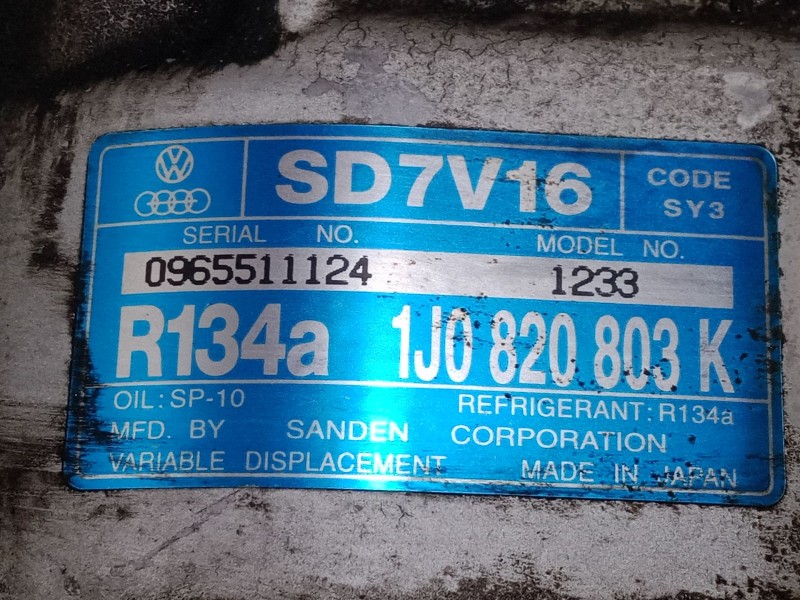 SD7V16
CODE
SY3
SERIAL NO. MODEL NO.
0965511124 1233
R134a 1J0 820 803 K
OIL: SP-10 REFRIGERANT: R134a
MFD. BY SANDEN CORPORATION
VARIABLE DISPLACEMENT MADE IN JAPAN